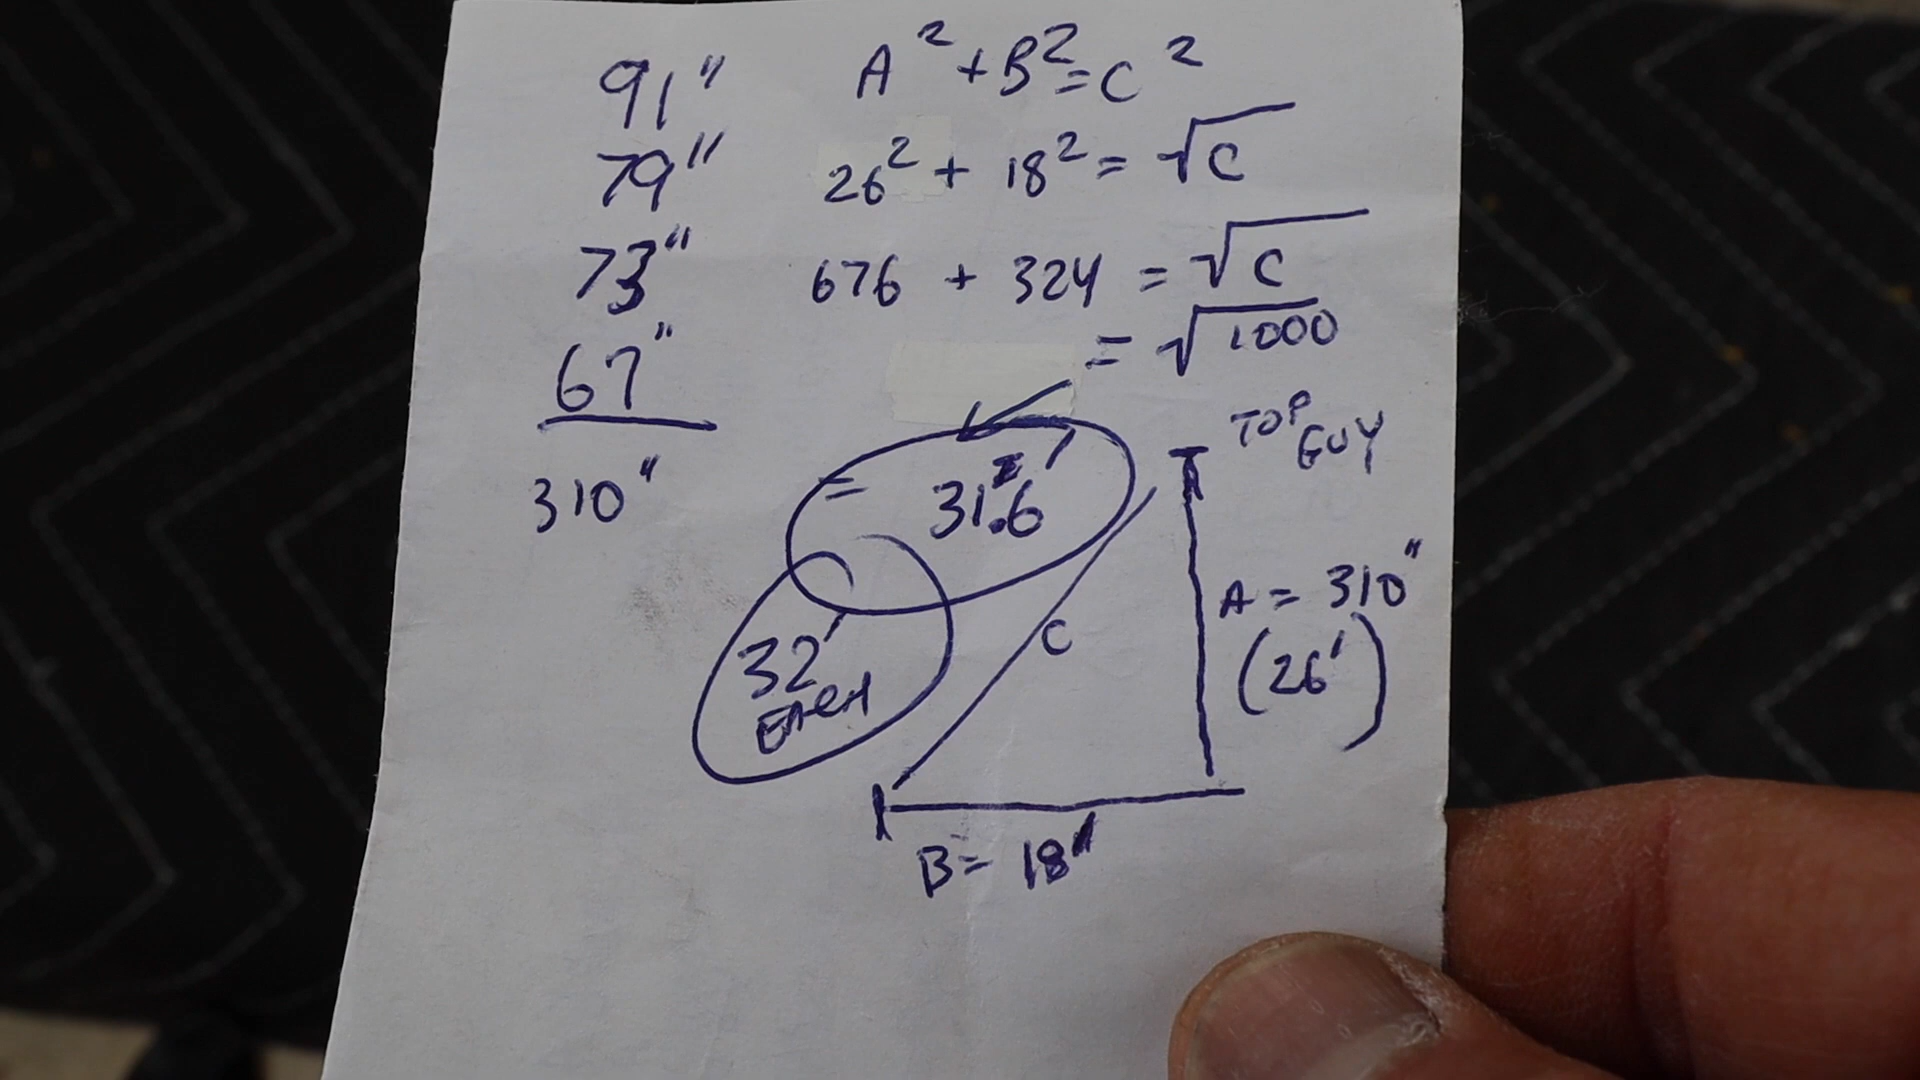 91"
79"
73"
67"
310"
A² + B² = C²
26² + 18² = √C
676 + 324 = √C
= √1000
= 31.6'
32'
EACH
TOP
GUY
A = 310"
(26')
C
B = 18"